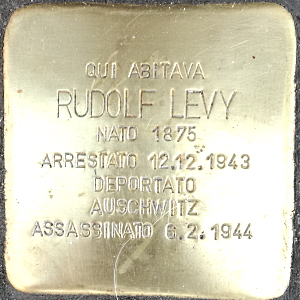 QUI ABITAVA
RUDOLF LEVY
NATO 1875
ARRESTATO 12.12.1943
DEPORTATO
AUSCHWITZ
ASSASSINATO 6.2.1944